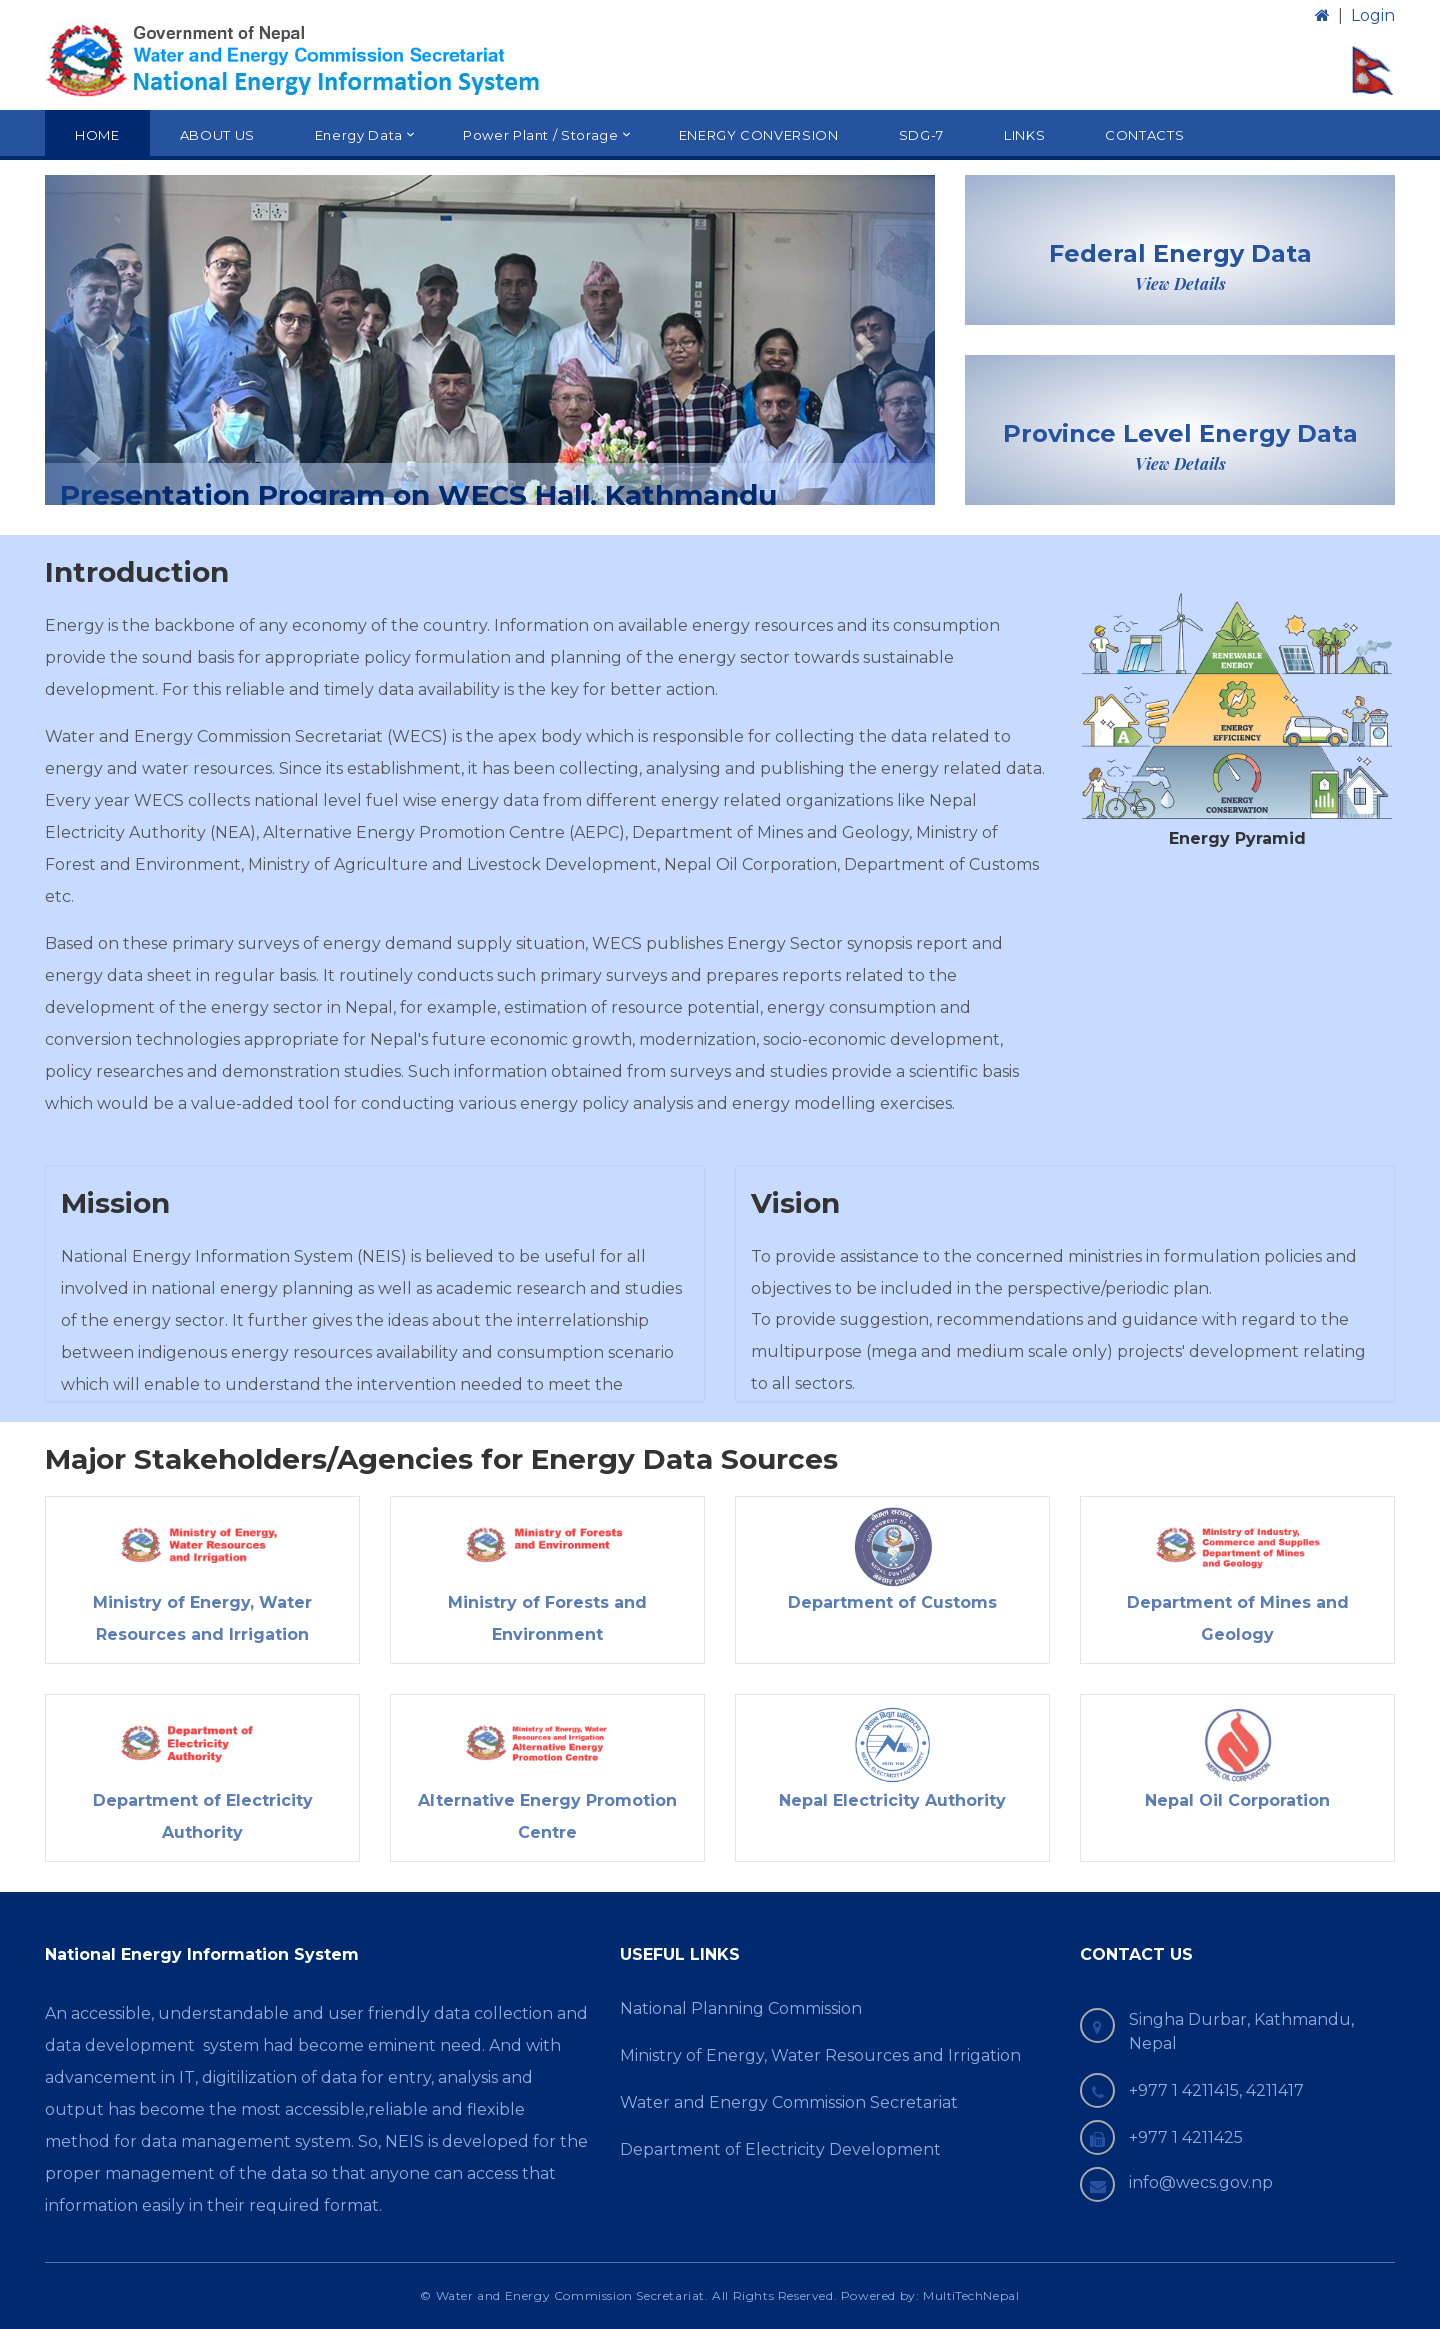 | Login
Government of Nepal
Water and Energy Commission Secretariat
National Energy Information System
HOME
ABOUT US
Energy Data
Power Plant / Storage
ENERGY CONVERSION
SDG-7
LINKS
CONTACTS
Presentation Program on WECS Hall, Kathmandu
Federal Energy Data
View Details
Province Level Energy Data
View Details
Introduction
Energy is the backbone of any economy of the country. Information on available energy resources and its consumption
provide the sound basis for appropriate policy formulation and planning of the energy sector towards sustainable
development. For this reliable and timely data availability is the key for better action.
Water and Energy Commission Secretariat (WECS) is the apex body which is responsible for collecting the data related to
energy and water resources. Since its establishment, it has been collecting, analysing and publishing the energy related data.
Every year WECS collects national level fuel wise energy data from different energy related organizations like Nepal
Electricity Authority (NEA), Alternative Energy Promotion Centre (AEPC), Department of Mines and Geology, Ministry of
Forest and Environment, Ministry of Agriculture and Livestock Development, Nepal Oil Corporation, Department of Customs
etc.
Based on these primary surveys of energy demand supply situation, WECS publishes Energy Sector synopsis report and
energy data sheet in regular basis. It routinely conducts such primary surveys and prepares reports related to the
development of the energy sector in Nepal, for example, estimation of resource potential, energy consumption and
conversion technologies appropriate for Nepal's future economic growth, modernization, socio-economic development,
policy researches and demonstration studies. Such information obtained from surveys and studies provide a scientific basis
which would be a value-added tool for conducting various energy policy analysis and energy modelling exercises.
RENEWABLE
ENERGY
ENERGY
EFFICIENCY
A
ENERGY
CONSERVATION
Energy Pyramid
Mission
National Energy Information System (NEIS) is believed to be useful for all
involved in national energy planning as well as academic research and studies
of the energy sector. It further gives the ideas about the interrelationship
between indigenous energy resources availability and consumption scenario
which will enable to understand the intervention needed to meet the
Vision
To provide assistance to the concerned ministries in formulation policies and
objectives to be included in the perspective/periodic plan.
To provide suggestion, recommendations and guidance with regard to the
multipurpose (mega and medium scale only) projects' development relating
to all sectors.
Major Stakeholders/Agencies for Energy Data Sources
Ministry of Energy,
Water Resources
and Irrigation
Ministry of Energy, Water
Resources and Irrigation
Ministry of Forests
and Environment
Ministry of Forests and
Environment
नेपाल सरकार
GOVERNMENT OF NEPAL
NEPAL CUSTOMS
भन्सार प्रशासन
Department of Customs
Ministry of Industry,
Commerce and Supplies
Department of Mines
and Geology
Department of Mines and
Geology
Department of
Electricity
Authority
Department of Electricity
Authority
Ministry of Energy, Water
Resources and Irrigation
Alternative Energy
Promotion Centre
Alternative Energy Promotion
Centre
नेपाल विद्युत प्राधिकरण
NEPAL ELECTRICITY AUTHORITY
Nepal Electricity Authority
NEPAL OIL CORPORATION
Nepal Oil Corporation
National Energy Information System
An accessible, understandable and user friendly data collection and
data development system had become eminent need. And with
advancement in IT, digitilization of data for entry, analysis and
output has become the most accessible,reliable and flexible
method for data management system. So, NEIS is developed for the
proper management of the data so that anyone can access that
information easily in their required format.
USEFUL LINKS
National Planning Commission
Ministry of Energy, Water Resources and Irrigation
Water and Energy Commission Secretariat
Department of Electricity Development
CONTACT US
Singha Durbar, Kathmandu,
Nepal
+977 1 4211415, 4211417
+977 1 4211425
info@wecs.gov.np
© Water and Energy Commission Secretariat. All Rights Reserved. Powered by: MultiTechNepal